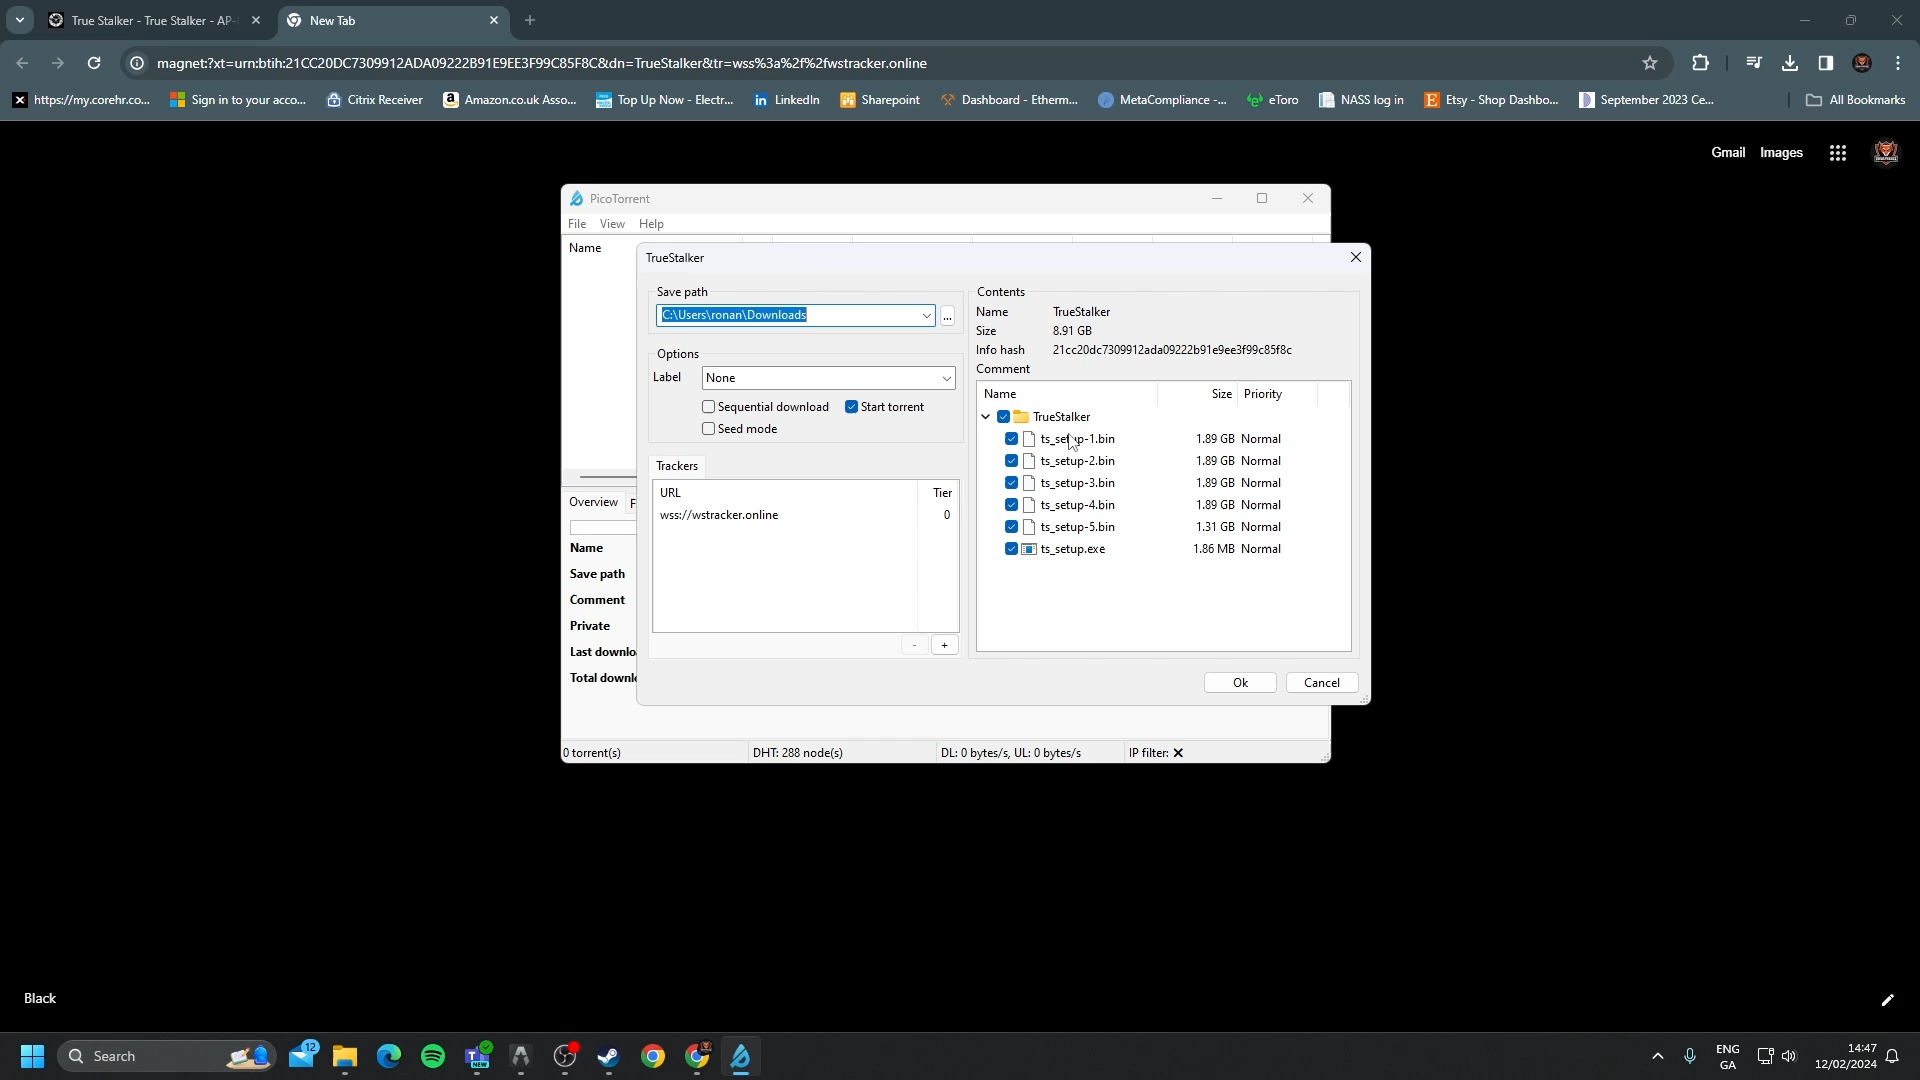 True Stalker - True Stalker - AP-
New Tab
magnet:?xt=urn:btih:21CC20DC7309912ADA09222B91E9EE3F99C85F8C&dn=TrueStalker&tr=wss%3a%2f%2fwstracker.online
https://my.corehr.co...
Sign in to your acco...
Citrix Receiver
Amazon.co.uk Asso...
Top Up Now - Electr...
LinkedIn
Sharepoint
Dashboard - Etherm...
MetaCompliance -...
eToro
NASS log in
Etsy - Shop Dashbo...
September 2023 Ce...
All Bookmarks
Gmail
Images
PicoTorrent
File View Help
Name
TrueStalker
Save path
C:\Users\ronan\Downloads
...
Options
Label
None
Sequential download
Start torrent
Seed mode
Trackers
URL
Tier
wss://wstracker.online
0
-
+
Contents
Name TrueStalker
Size 8.91 GB
Info hash 21cc20dc7309912ada09222b91e9ee3f99c85f8c
Comment
Name Size Priority
TrueStalker
ts_setup-1.bin 1.89 GB Normal
ts_setup-2.bin 1.89 GB Normal
ts_setup-3.bin 1.89 GB Normal
ts_setup-4.bin 1.89 GB Normal
ts_setup-5.bin 1.31 GB Normal
ts_setup.exe 1.86 MB Normal
Ok
Cancel
Overview F
Name
Save path
Comment
Private
Last downlo
Total downlo
0 torrent(s)
DHT: 288 node(s)
DL: 0 bytes/s, UL: 0 bytes/s
IP filter:
Black
Search
12
NEW
ENG
GA
14:47
12/02/2024